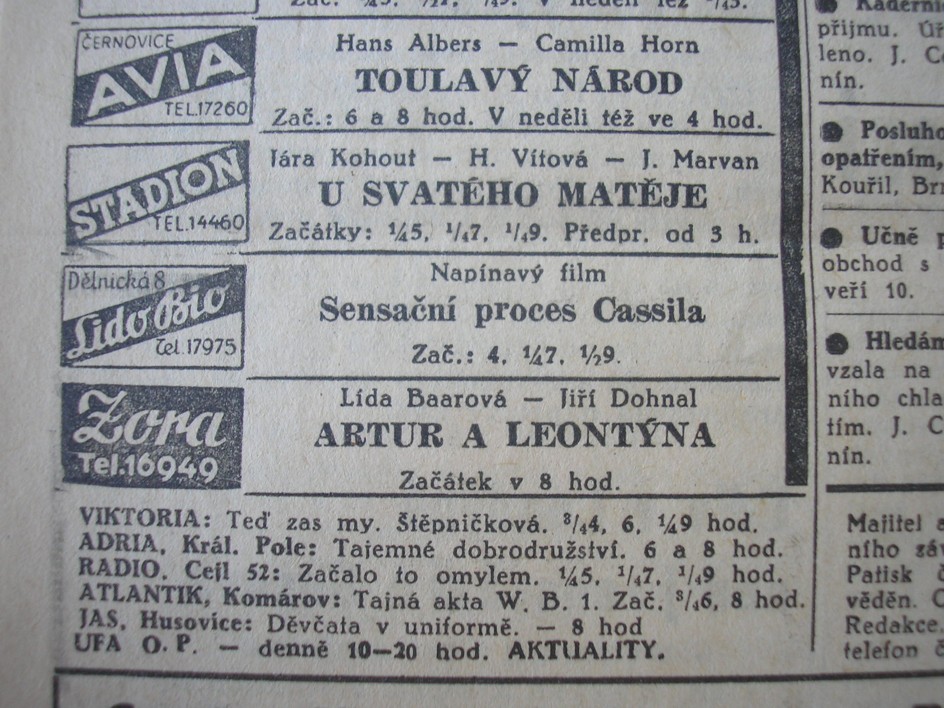 ČERNOVICE
AVIA
TEL.17260
Hans Albers — Camilla Horn
TOULAVÝ NÁROD
Zač.: 6 a 8 hod. V neděli též ve 4 hod.
STADION
TEL.14460
Jára Kohout — H. Vítová — J. Marvan
U SVATÉHO MATĚJE
Začátky: ¼5, ¼7, ¼9. Předpr. od 3 h.
Dělnická 8
Lido Bio
Tel. 17975
Napínavý film
Sensační proces Cassila
Zač.: 4, ¼7, ½9.
Zora
Tel.16949
Lída Baarová — Jiří Dohnal
ARTUR A LEONTÝNA
Začátek v 8 hod.
VIKTORIA: Teď zas my. Štěpničková. ¾4, 6, ¼9 hod.
ADRIA, Král. Pole: Tajemné dobrodružství. 6 a 8 hod.
RADIO, Cejl 52: Začalo to omylem. ¼5, ¼7, ¼9 hod.
ATLANTIK, Komárov: Tajná akta W. B. 1. Zač. ¾6, 8 hod.
JAS, Husovice: Děvčata v uniformě. — 8 hod
UFA O. P. — denně 10—20 hod. AKTUALITY.
přijmu.
leno. J.
nín.
● Posluho
opatřením,
Kouřil,
● Učně
obchod s
veří 10.
● Hledám
vzala na
ního chla
tím. J.
nín.
Majitel
ního
Patisk
věděn.
Redakce,
telefon